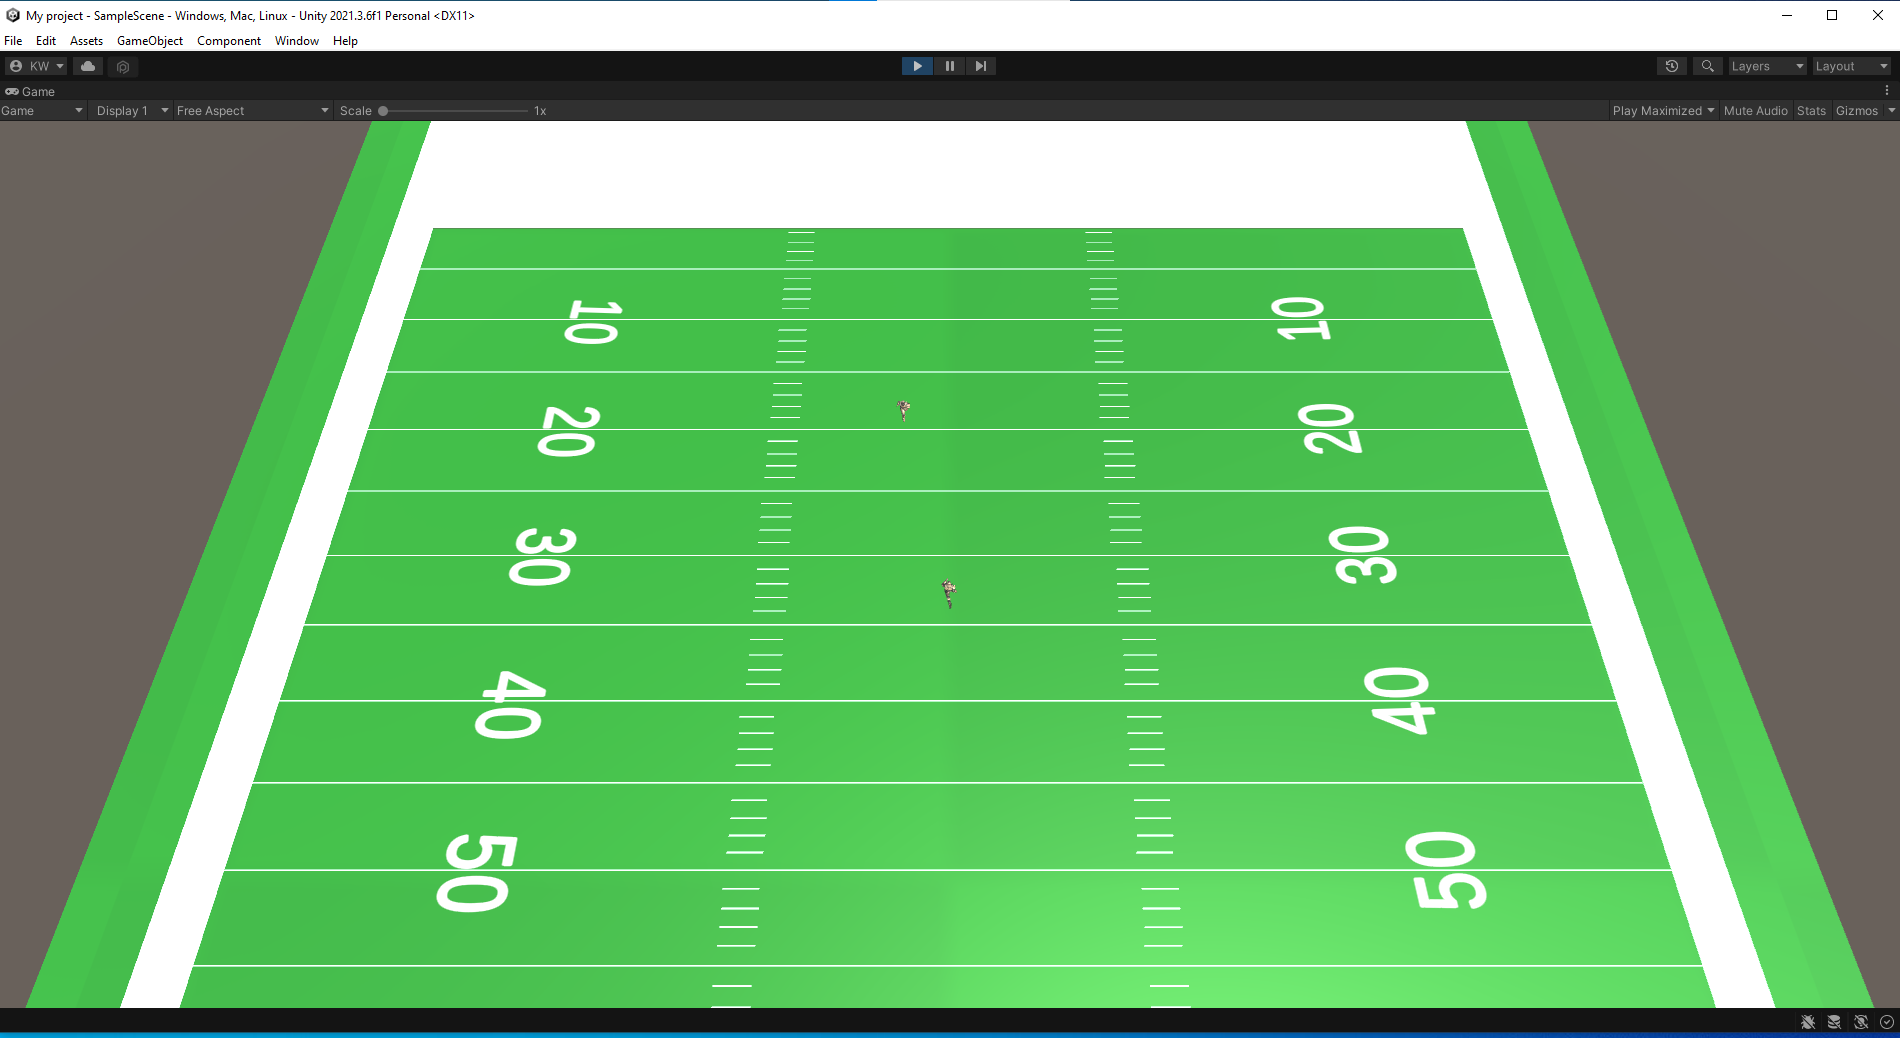 My project - SampleScene - Windows, Mac, Linux - Unity 2021.3.6f1 Personal <DX11>
File Edit Assets GameObject Component Window Help
KW Layers Layout
Game
Game Display 1 Free Aspect Scale 1x Play Maximized Mute Audio Stats Gizmos
10 10
20 20
30 30
40 40
50 50